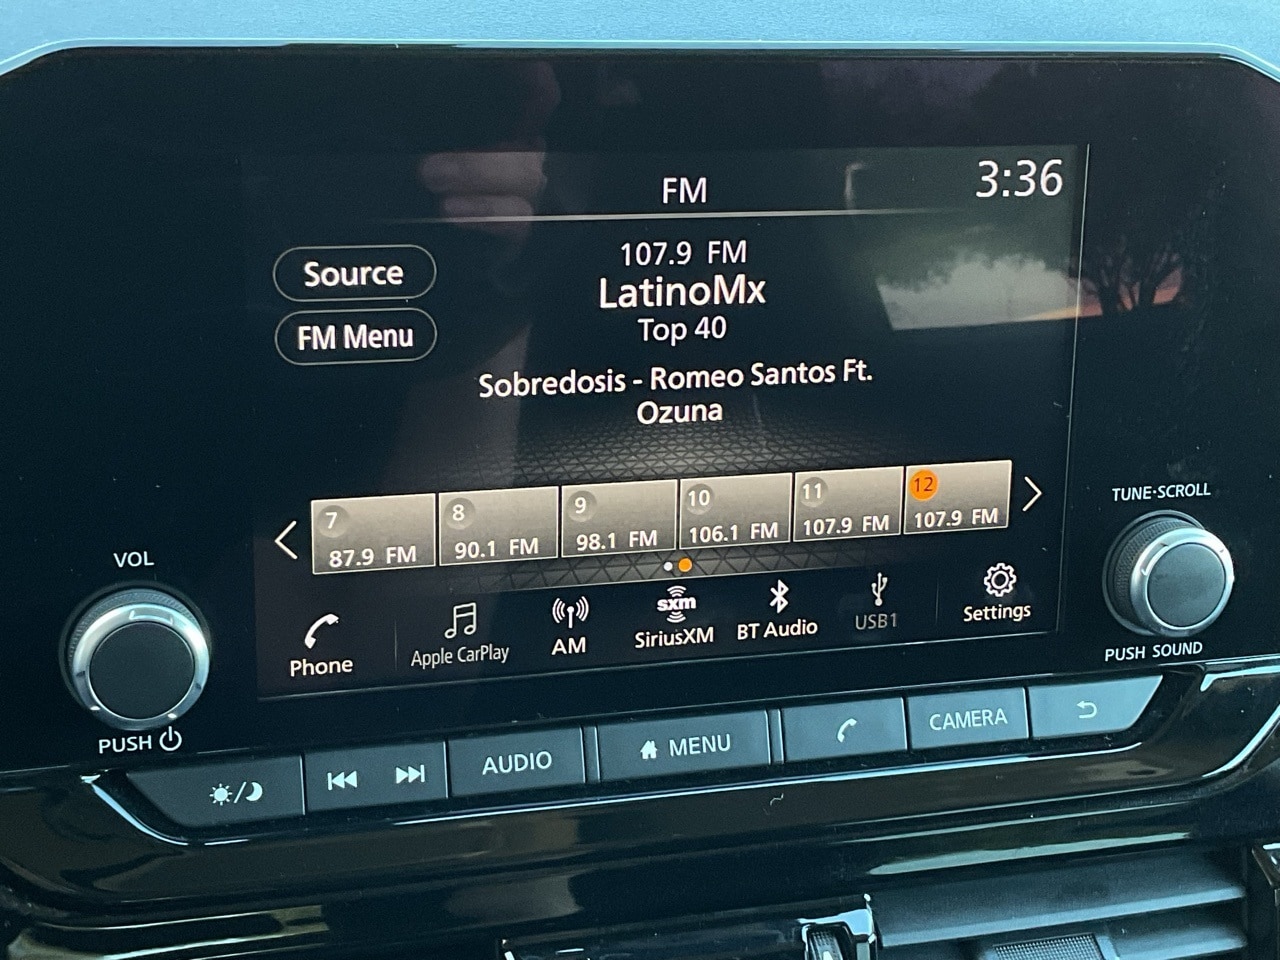 FM
3:36
Source
FM Menu
107.9 FM
LatinoMx
Top 40
Sobredosis - Romeo Santos Ft.
Ozuna
7
87.9 FM
8
90.1 FM
9
98.1 FM
10
106.1 FM
11
107.9 FM
12
107.9 FM
Phone
Apple CarPlay
AM
sxm
SiriusXM
BT Audio
USB1
Settings
VOL
PUSH
TUNE·SCROLL
PUSH SOUND
AUDIO
MENU
CAMERA